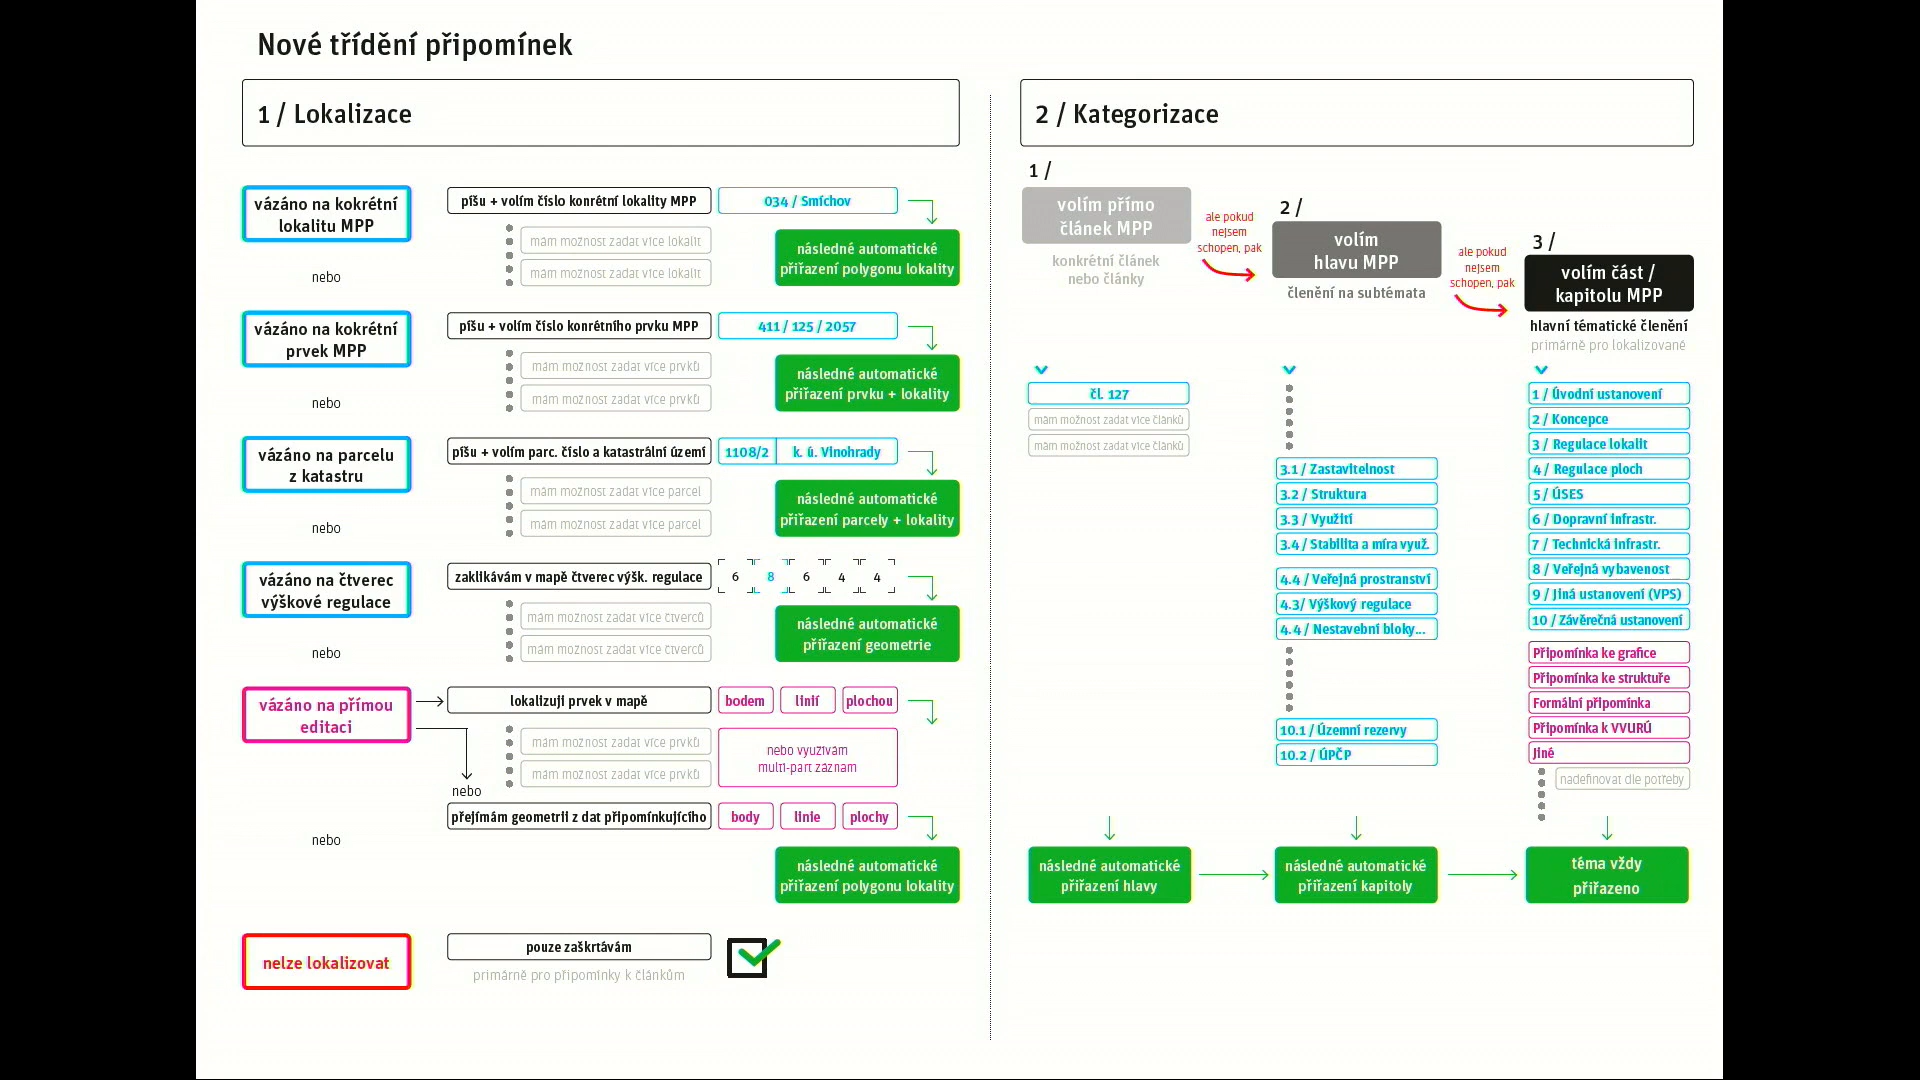 Nové třídění připomínek
1 / Lokalizace
vázáno na kokrétní
lokalitu MPP
píšu + volím číslo konrétní lokality MPP
034 / Smíchov
mám možnost zadat více lokalit
mám možnost zadat více lokalit
následné automatické
přiřazení polygonu lokality
nebo
vázáno na kokrétní
prvek MPP
píšu + volím číslo konrétního prvku MPP
411 / 125 / 2057
mám možnost zadat více prvků
mám možnost zadat více prvků
následné automatické
přiřazení prvku + lokality
nebo
vázáno na parcelu
z katastru
píšu + volím parc. číslo a katastrální území
1108/2
k. ú. Vinohrady
mám možnost zadat více parcel
mám možnost zadat více parcel
následné automatické
přiřazení parcely + lokality
nebo
vázáno na čtverec
výškové regulace
zaklikávám v mapě čtverec výšk. regulace
6 8 6 4 4
mám možnost zadat více čtverců
mám možnost zadat více čtverců
následné automatické
přiřazení geometrie
nebo
vázáno na přímou
editaci
lokalizuji prvek v mapě
bodem
linií
plochou
mám možnost zadat více prvků
mám možnost zadat více prvků
nebo využívám
multi-part záznam
nebo
přejímám geometrii z dat připomínkujícího
body
linie
plochy
nebo
následné automatické
přiřazení polygonu lokality
nelze lokalizovat
pouze zaškrtávám
primárně pro připomínky k článkům
2 / Kategorizace
1 /
volím přímo
článek MPP
konkrétní článek
nebo články
ale pokud
nejsem
schopen, pak
2 /
volím
hlavu MPP
členění na subtémata
ale pokud
nejsem
schopen, pak
3 /
volím část /
kapitolu MPP
hlavní tématické členění
primárně pro lokalizované
čl. 127
mám možnost zadat více článků
mám možnost zadat více článků
3.1 / Zastavitelnost
3.2 / Struktura
3.3 / Využití
3.4 / Stabilita a míra využ.
4.4 / Veřejná prostranství
4.3/ Výškový regulace
4.4 / Nestavební bloky...
10.1 / Územní rezervy
10.2 / ÚPČP
1 / Úvodní ustanovení
2 / Koncepce
3 / Regulace lokalit
4 / Regulace ploch
5 / ÚSES
6 / Dopravní infrastr.
7 / Technická infrastr.
8 / Veřejná vybavenost
9 / Jiná ustanovení (VPS)
10 / Závěrečná ustanovení
Připomínka ke grafice
Připomínka ke struktuře
Formální připomínka
Připomínka k VVURÚ
Jiné
nadefinovat dle potřeby
následné automatické
přiřazení hlavy
následné automatické
přiřazení kapitoly
téma vždy
přiřazeno